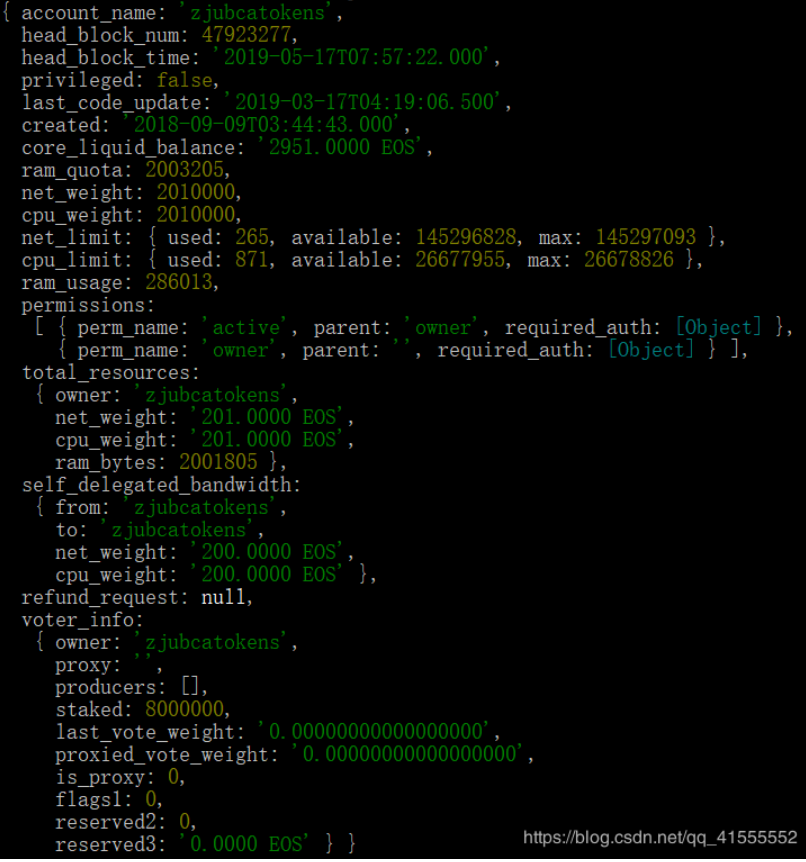 { account_name: 'zjubcatokens',
head_block_num: 47923277,
head_block_time: '2019-05-17T07:57:22.000',
privileged: false,
last_code_update: '2019-03-17T04:19:06.500',
created: '2018-09-09T03:44:43.000',
core_liquid_balance: '2951.0000 EOS',
ram_quota: 2003205,
net_weight: 2010000,
cpu_weight: 2010000,
net_limit: { used: 265, available: 145296828, max: 145297093 },
cpu_limit: { used: 871, available: 26677955, max: 26678826 },
ram_usage: 286013,
permissions:
[ { perm_name: 'active', parent: 'owner', required_auth: [Object] },
{ perm_name: 'owner', parent: '', required_auth: [Object] } ],
total_resources:
{ owner: 'zjubcatokens',
net_weight: '201.0000 EOS',
cpu_weight: '201.0000 EOS',
ram_bytes: 2001805 },
self_delegated_bandwidth:
{ from: 'zjubcatokens',
to: 'zjubcatokens',
net_weight: '200.0000 EOS',
cpu_weight: '200.0000 EOS' },
refund_request: null,
voter_info:
{ owner: 'zjubcatokens',
proxy: '',
producers: [],
staked: 8000000,
last_vote_weight: '0.00000000000000000',
proxied_vote_weight: '0.00000000000000000',
is_proxy: 0,
flags1: 0,
reserved2: 0,
reserved3: '0.0000 EOS' } }
https://blog.csdn.net/qq_41555552